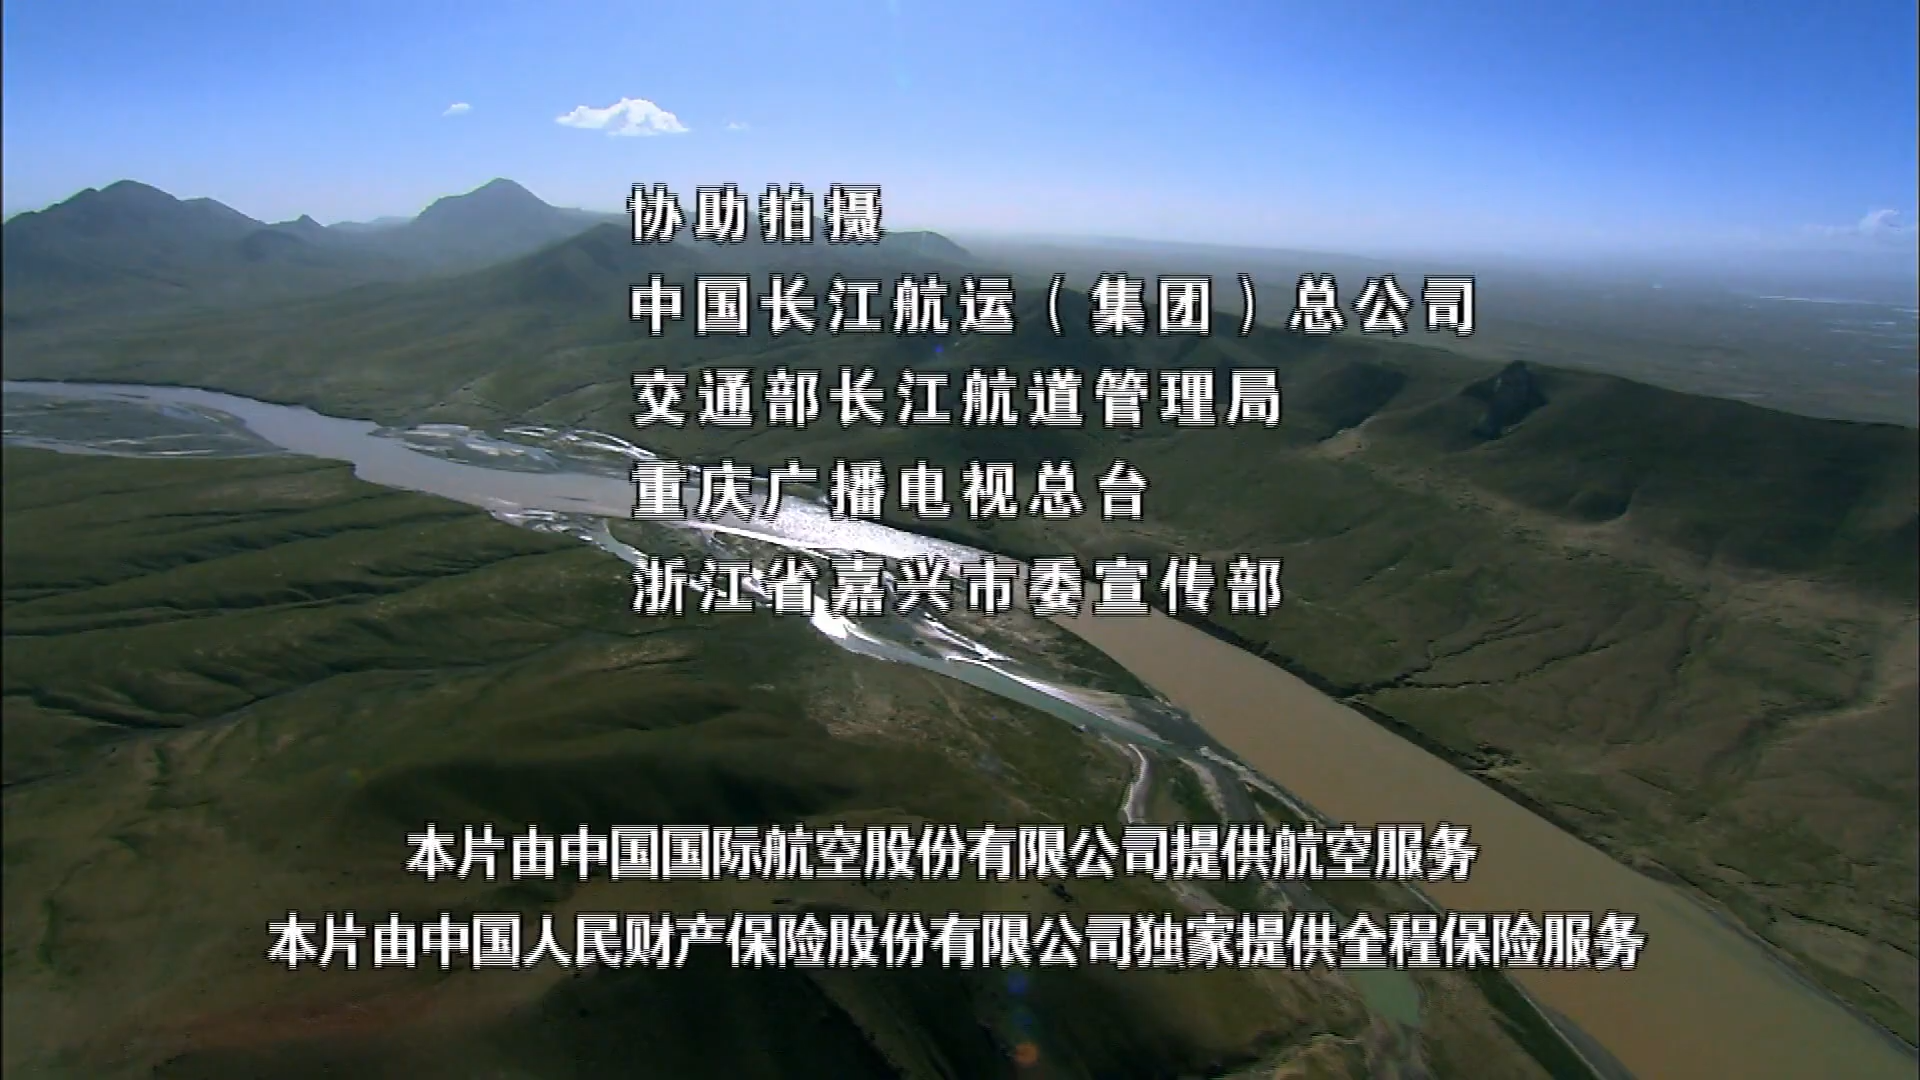 协助拍摄
中国长江航运（集团）总公司
交通部长江航道管理局
重庆广播电视总台
浙江省嘉兴市委宣传部
本片由中国国际航空股份有限公司提供航空服务
本片由中国人民财产保险股份有限公司独家提供全程保险服务